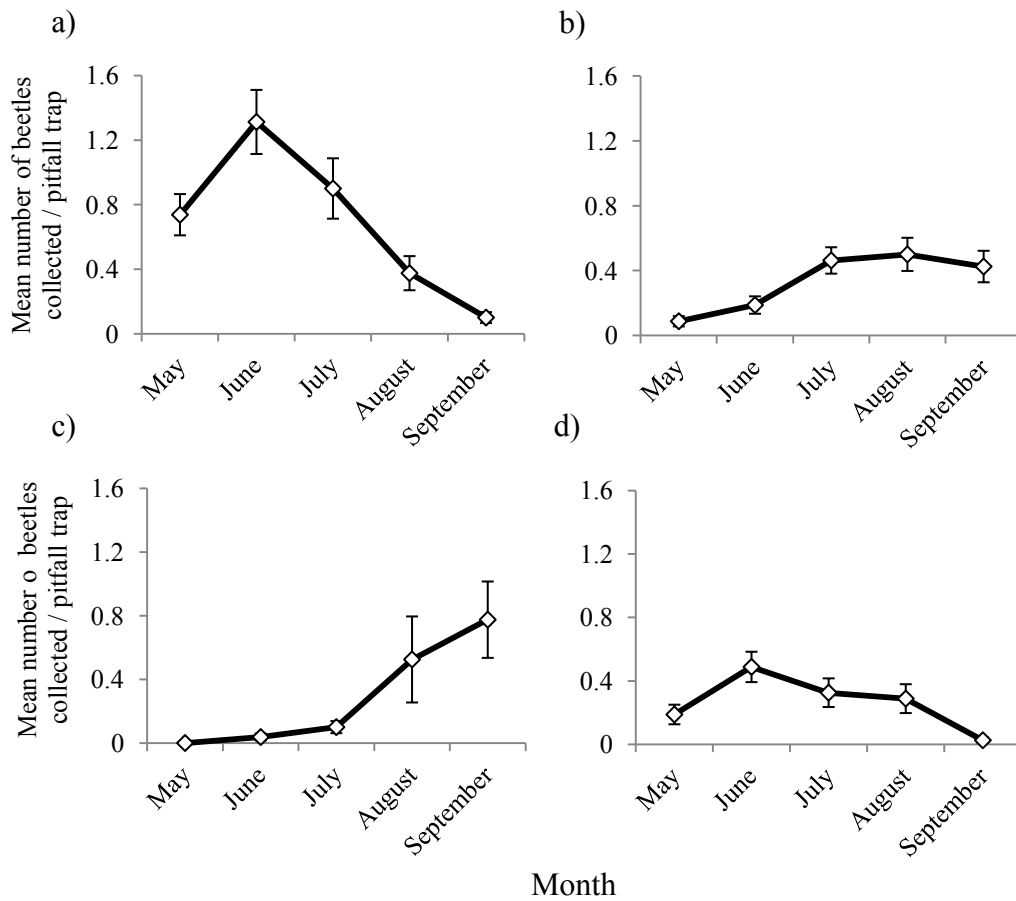 a)
Mean number of beetles
collected / pitfall trap
1.6
1.2
0.8
0.4
0
May
June
July
August
September
b)
1.6
1.2
0.8
0.4
0
May
June
July
August
September
c)
Mean number o beetles
collected / pitfall trap
1.6
1.2
0.8
0.4
0
May
June
July
August
September
d)
1.6
1.2
0.8
0.4
0
May
June
July
August
September
Month